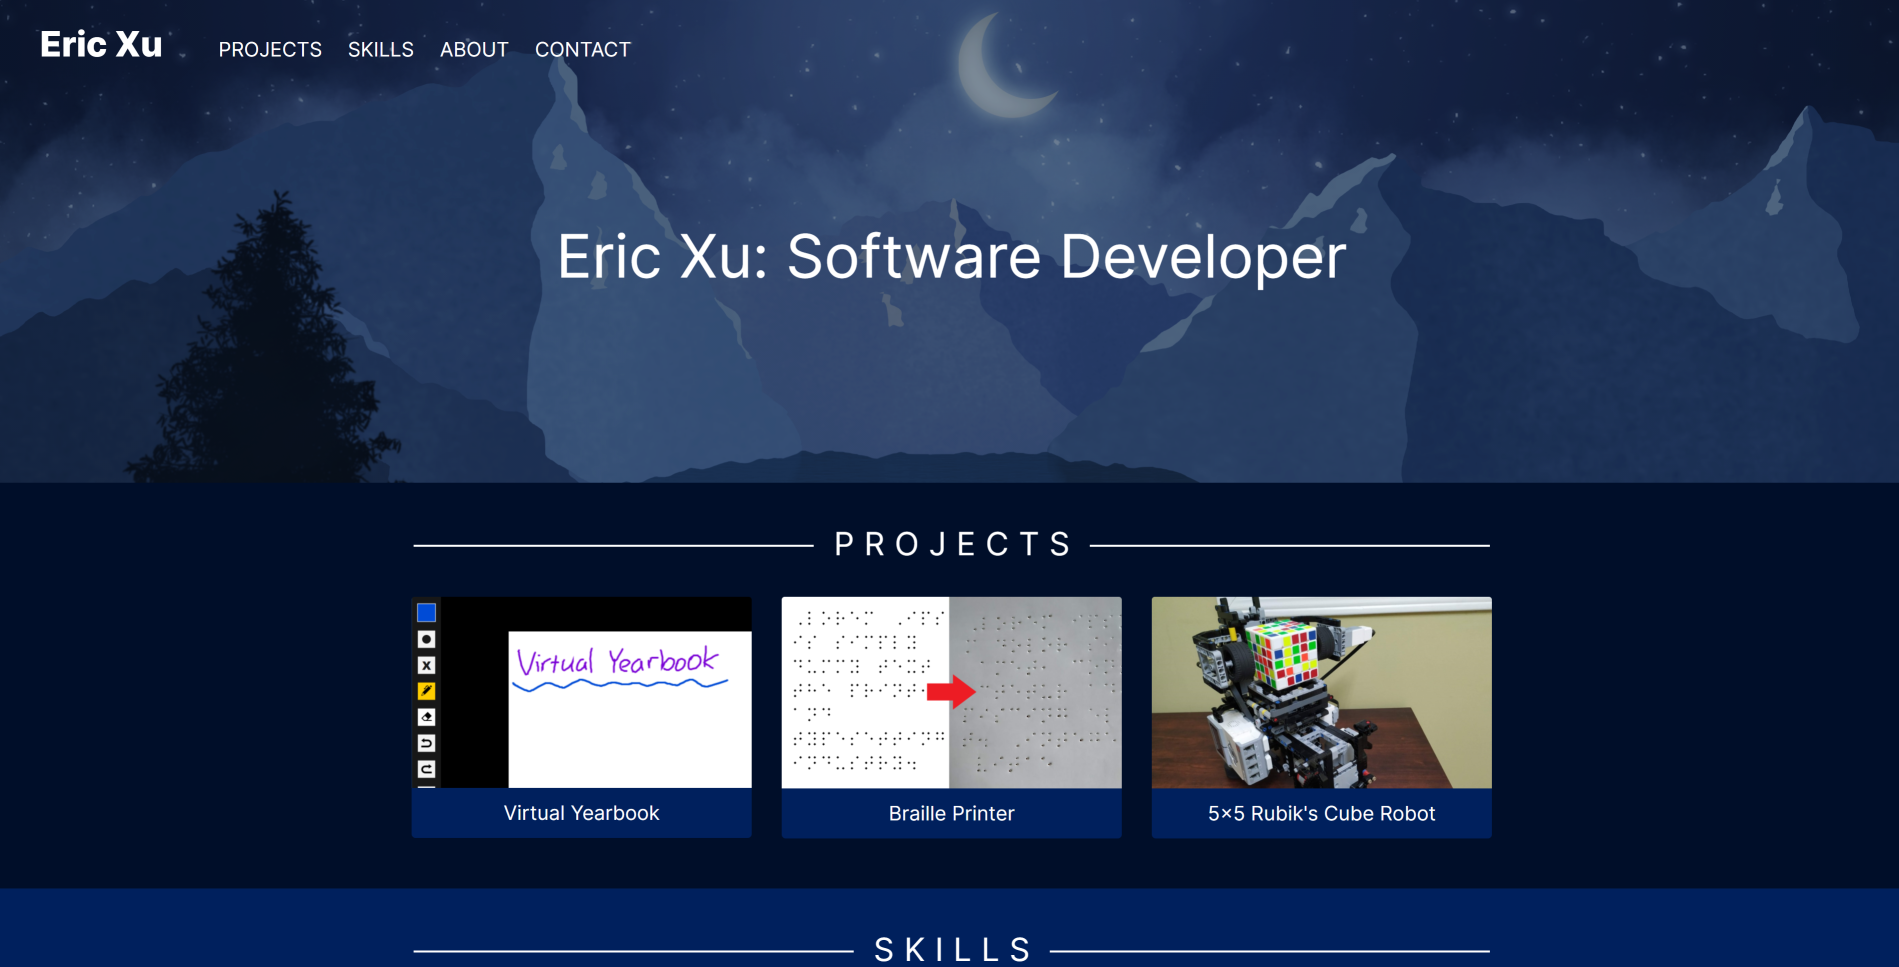 Eric Xu PROJECTS SKILLS ABOUT CONTACT
Eric Xu: Software Developer
PROJECTS
Virtual Yearbook
x
Virtual Yearbook
Braille Printer
5×5 Rubik's Cube Robot
SKILLS